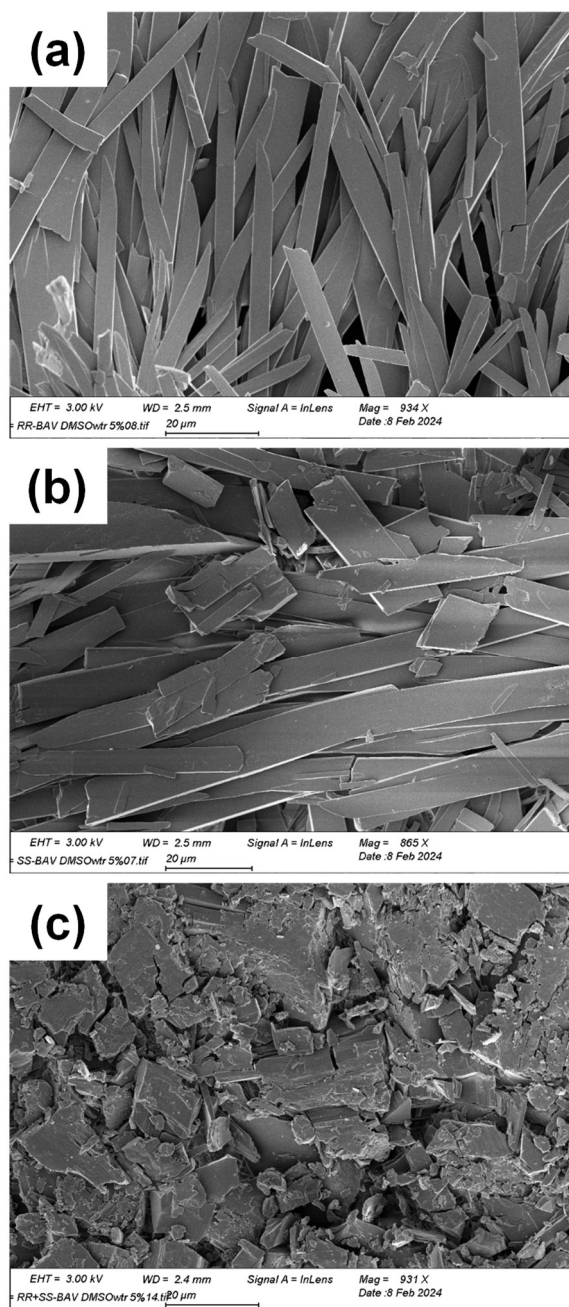 (a)
EHT = 3.00 kV WD = 2.5 mm Signal A = InLens Mag = 934 X
= RR-BAV DMSOwtr 5%08.tif 20 µm Date :8 Feb 2024
(b)
EHT = 3.00 kV WD = 2.5 mm Signal A = InLens Mag = 865 X
= SS-BAV DMSOwtr 5%07.tif 20 µm Date :8 Feb 2024
(c)
EHT = 3.00 kV WD = 2.4 mm Signal A = InLens Mag = 931 X
= RR+SS-BAV DMSOwtr 5%14.tif 20 µm Date :8 Feb 2024